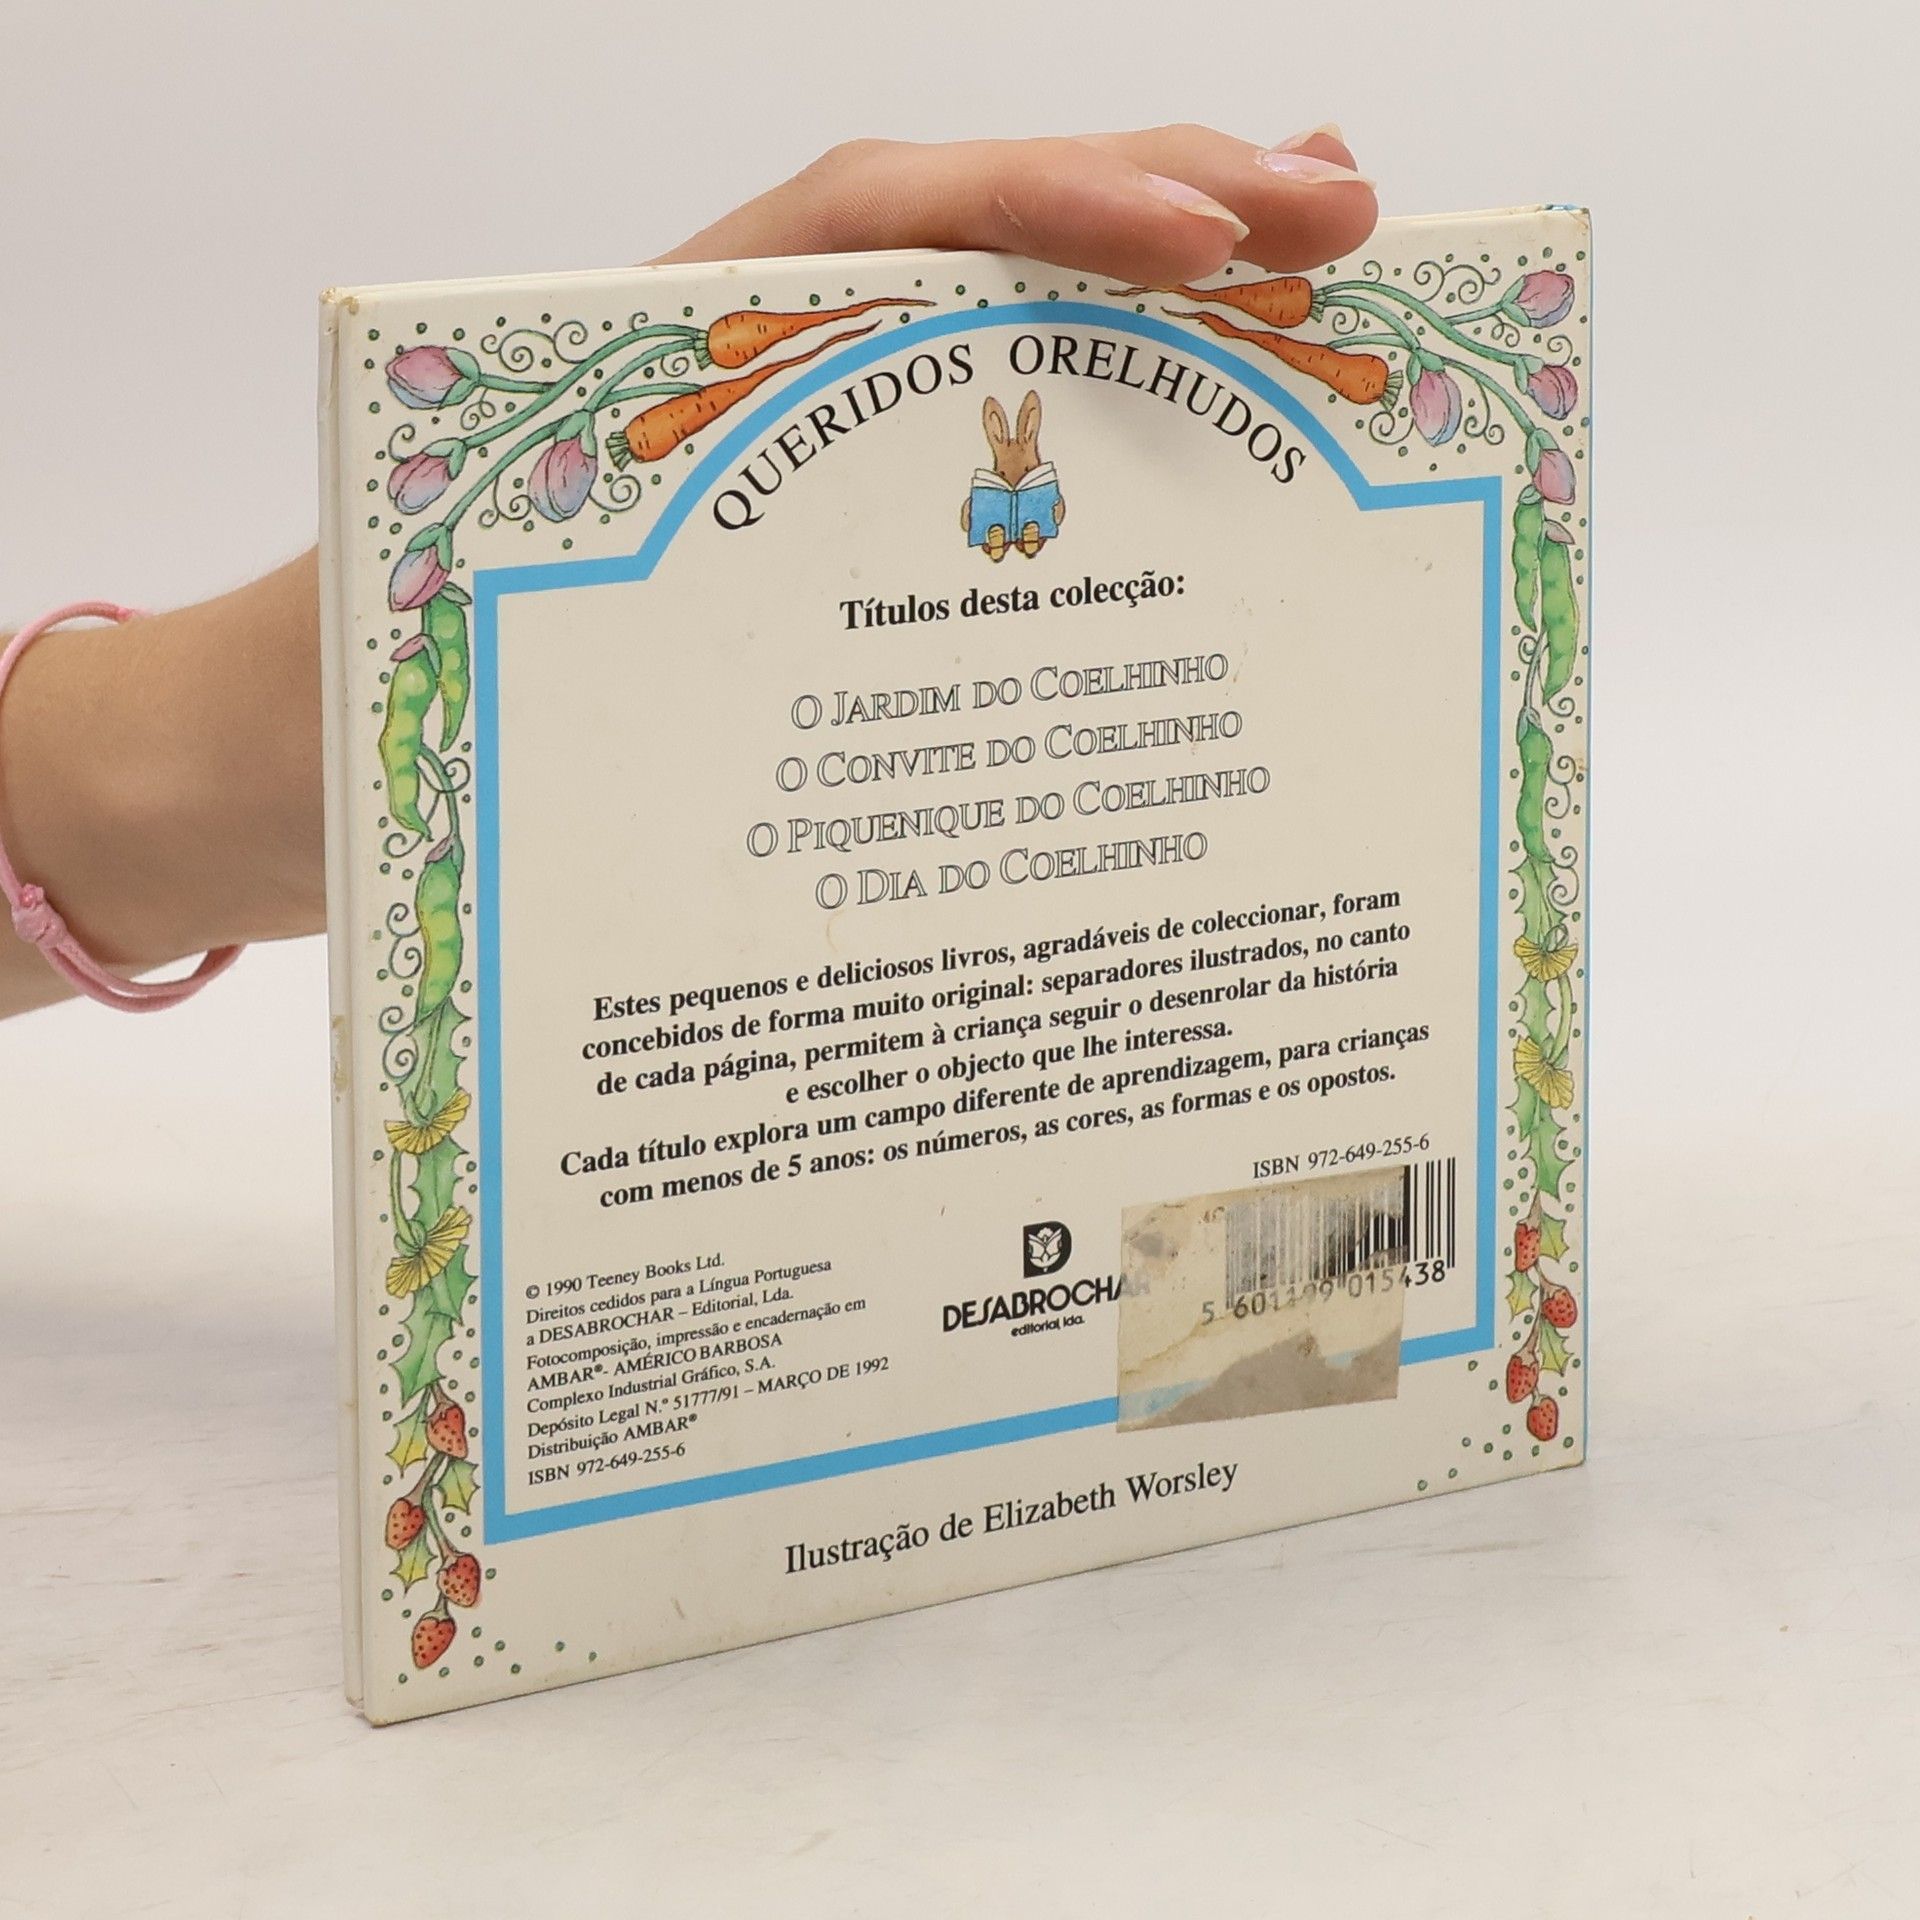 QUERIDOS ORELHUDOS
Títulos desta colecção:
O JARDIM DO COELHINHO
O CONVITE DO COELHINHO
O PIQUENIQUE DO COELHINHO
O DIA DO COELHINHO
Estes pequenos e deliciosos livros, agradáveis de coleccionar, foram
concebidos de forma muito original: separadores ilustrados, no canto
de cada página, permitem à criança seguir o desenrolar da história
e escolher o objecto que lhe interessa.
Cada título explora um campo diferente de aprendizagem, para crianças
com menos de 5 anos: os números, as cores, as formas e os opostos.
ISBN 972-649-255-6
5 601199 015438
© 1990 Teeney Books Ltd.
Direitos cedidos para a Língua Portuguesa
a DESABROCHAR – Editorial, Lda.
Fotocomposição, impressão e encadernação em
AMBAR®- AMÉRICO BARBOSA
Complexo Industrial Gráfico, S.A.
Depósito Legal N.º 51777/91 – MARÇO DE 1992
Distribuição AMBAR®
ISBN 972-649-255-6
D
DESABROCHAR
editorial, lda.
Ilustração de Elizabeth Worsley